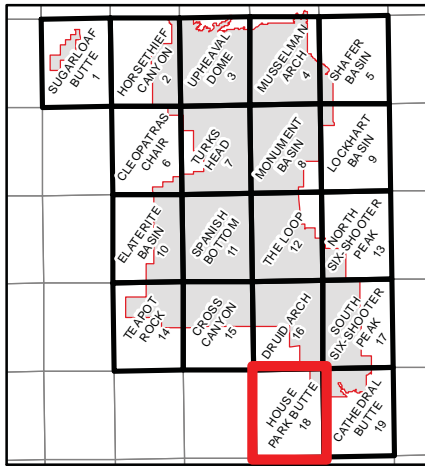 SUGARLOAF
BUTTE
1
HORSETHIEF
CANYON
2
UPHEAVAL
DOME
3
MUSSELMAN
ARCH
4
SHAFER
BASIN
5
CLEOPATRAS
CHAIR
6
TURKS
HEAD
7
MONUMENT
BASIN
8
LOCKHART
BASIN
9
ELATERITE
BASIN
10
SPANISH
BOTTOM
11
THE LOOP
12
NORTH
SIX-SHOOTER
PEAK
13
TEAPOT
ROCK
14
CROSS
CANYON
15
DRUID ARCH
16
SOUTH
SIX-SHOOTER
PEAK
17
HOUSE
PARK BUTTE
18
CATHEDRAL
BUTTE
19